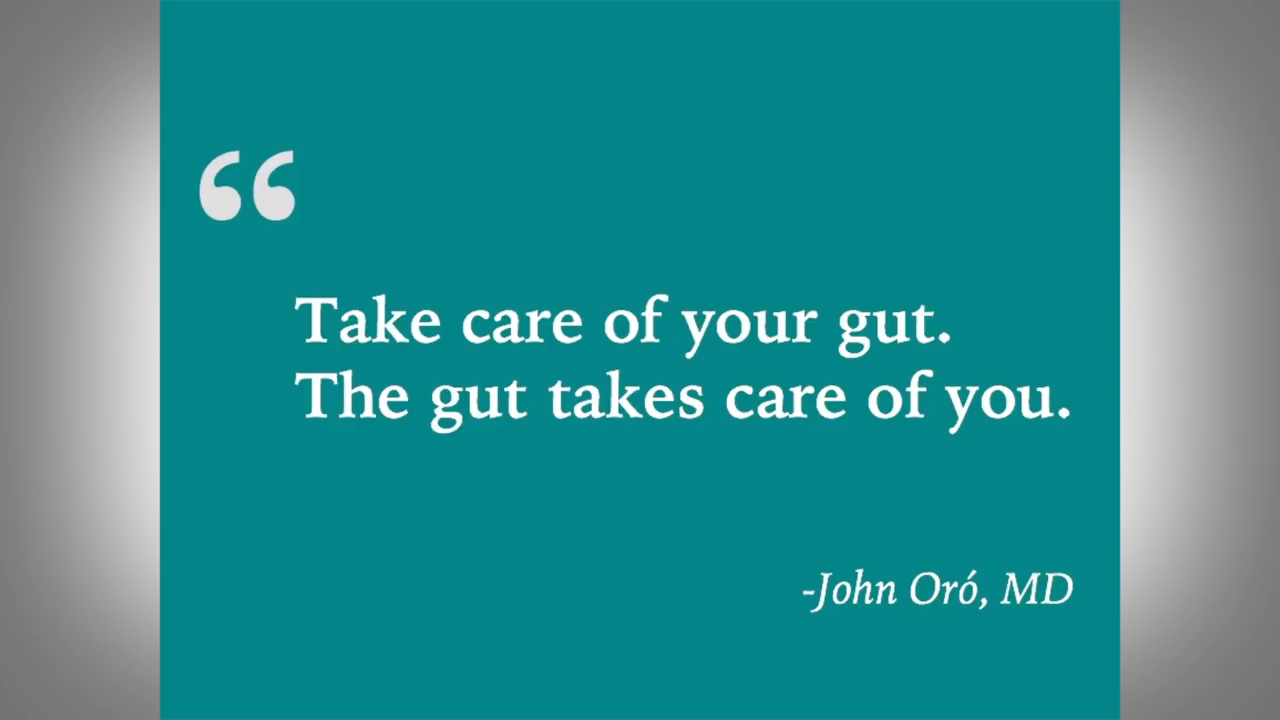 “
Take care of your gut.
The gut takes care of you.
-John Oró, MD